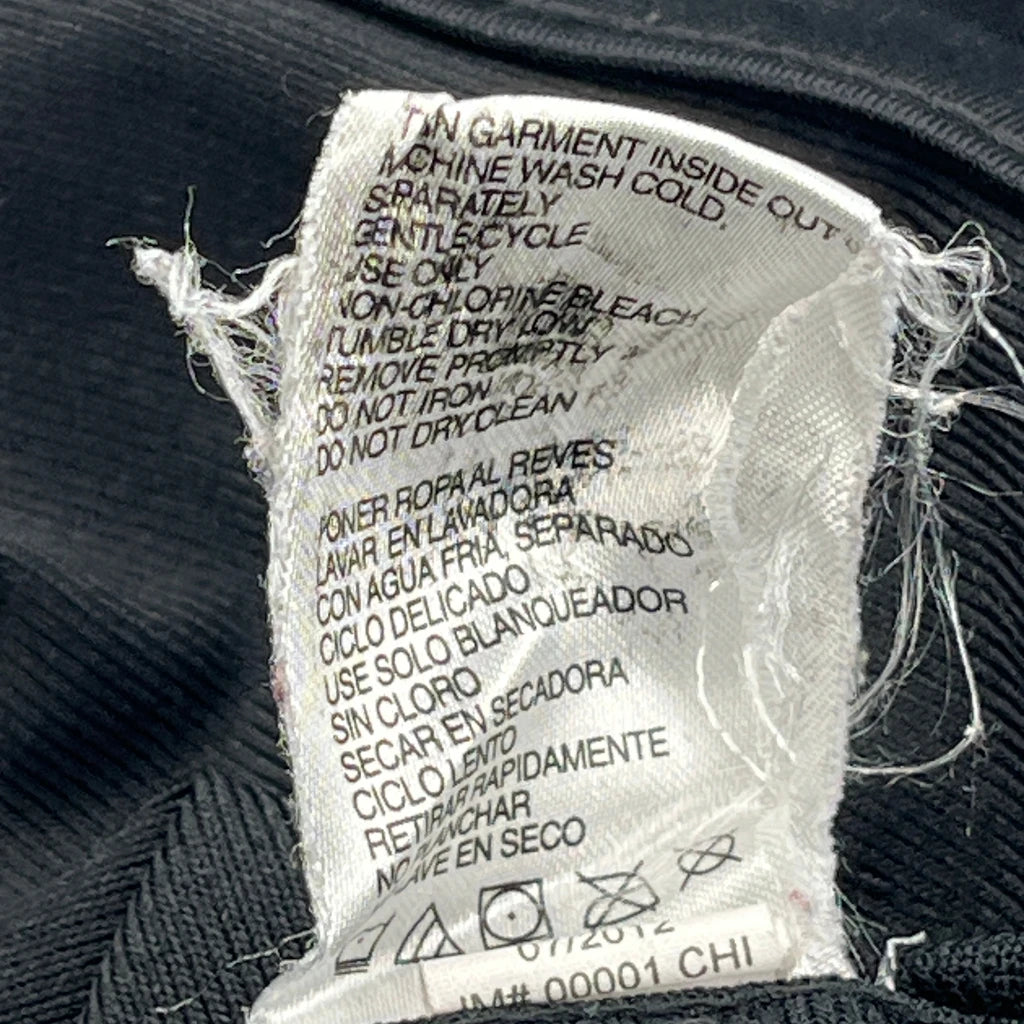 TURN GARMENT INSIDE OUT
MACHINE WASH COLD,
SEPARATELY
GENTLE CYCLE
USE ONLY
NON-CHLORINE BLEACH
TUMBLE DRY LOW
REMOVE PROMPTLY
DO NOT IRON
DO NOT DRYCLEAN
PONER ROPA AL REVES
LAVAR EN LAVADORA
CON AGUA FRIA, SEPARADO
CICLO DELICADO
USE SOLO BLANQUEADOR
SIN CLORO
SECAR EN SECADORA
CICLO LENTO
RETIRAR RAPIDAMENTE
NO PLANCHAR
NO LAVE EN SECO
07/2012
IM# 00001 CHI